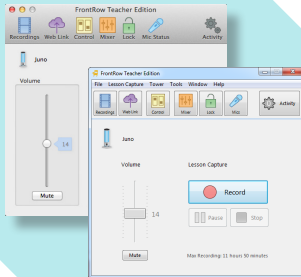 FrontRow Teacher Edition
Recordings Web Link Control Mixer Lock Mic Status Activity
Juno
Volume
14
Mute
FrontRow Teacher Edition
File Lesson Capture Tower Tools Window Help
Recordings Web Link Control Mixer Lock Mics Activity
Juno
Volume Lesson Capture
Record
14
Pause Stop
Mute
Max Recording: 11 hours 50 minutes